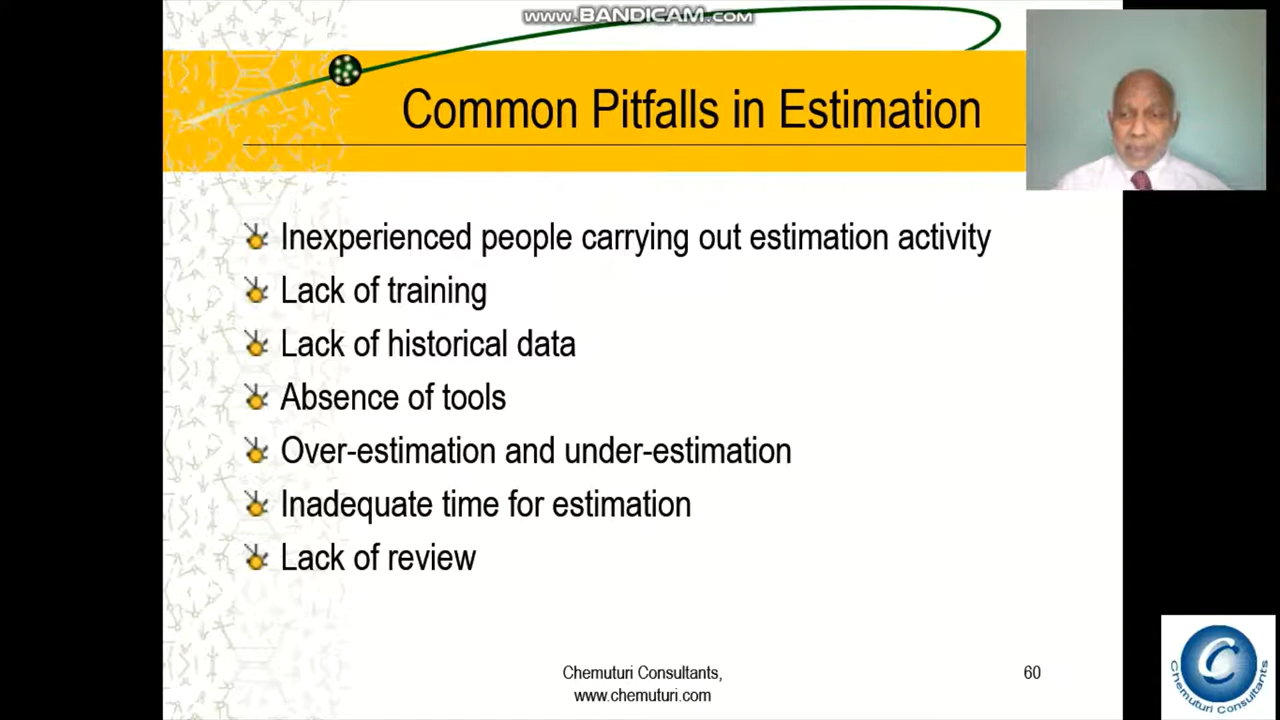 www.BANDICAM.com
Common Pitfalls in Estimation
Inexperienced people carrying out estimation activity
Lack of training
Lack of historical data
Absence of tools
Over-estimation and under-estimation
Inadequate time for estimation
Lack of review
Chemuturi Consultants,
www.chemuturi.com
60
C
Chemuturi Consultants